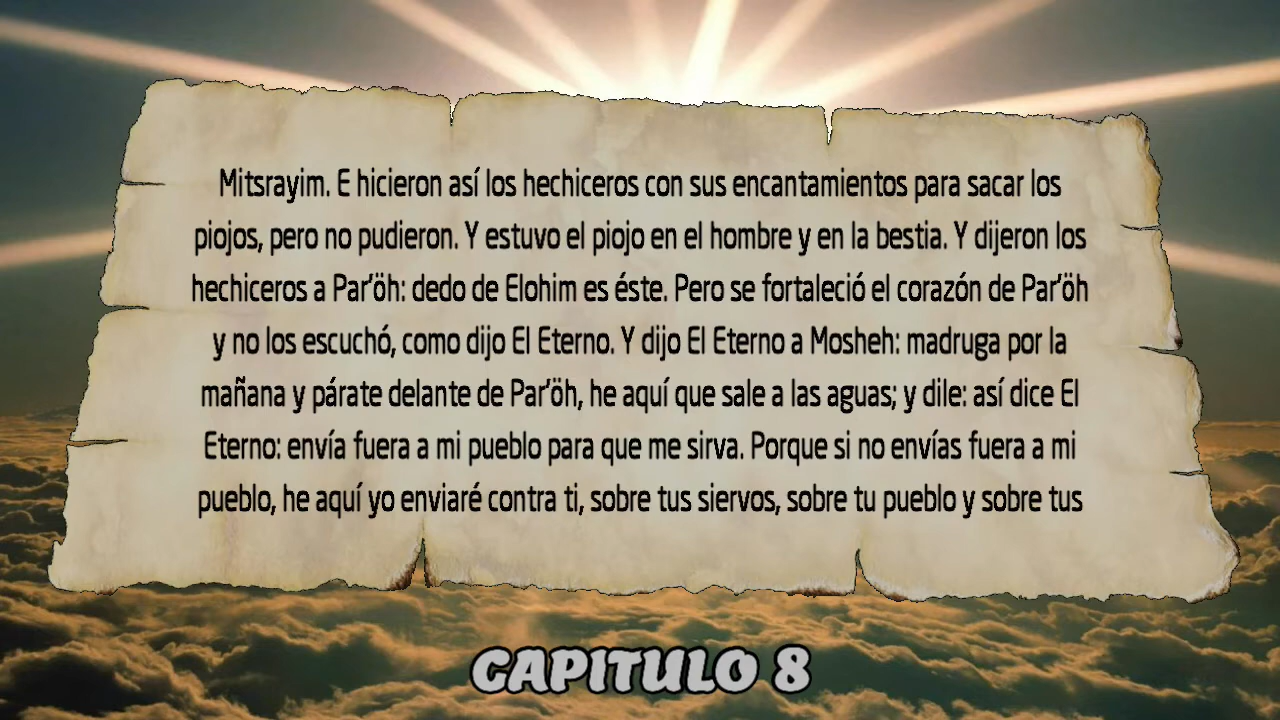 Mitsrayim. E hicieron así los hechiceros con sus encantamientos para sacar los
piojos, pero no pudieron. Y estuvo el piojo en el hombre y en la bestia. Y dijeron los
hechiceros a Par'öh: dedo de Elohim es éste. Pero se fortaleció el corazón de Par'öh
y no los escuchó, como dijo El Eterno. Y dijo El Eterno a Mosheh: madruga por la
mañana y párate delante de Par'öh, he aquí que sale a las aguas; y dile: así dice El
Eterno: envía fuera a mi pueblo para que me sirva. Porque si no envías fuera a mi
pueblo, he aquí yo enviaré contra ti, sobre tus siervos, sobre tu pueblo y sobre tus
CAPITULO 8